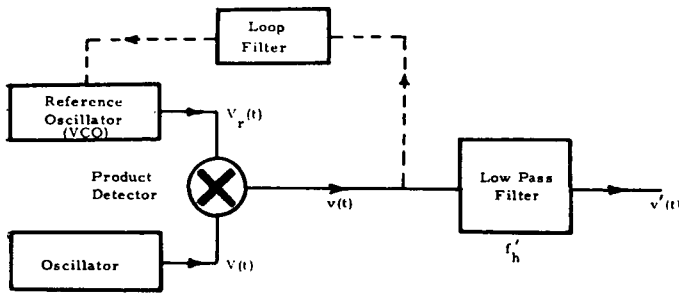 Loop
Filter
Reference
Oscillator
(VCO)
V_r(t)
Product
Detector
v(t)
Low Pass
Filter
v'(t)
f_h'
Oscillator
V(t)